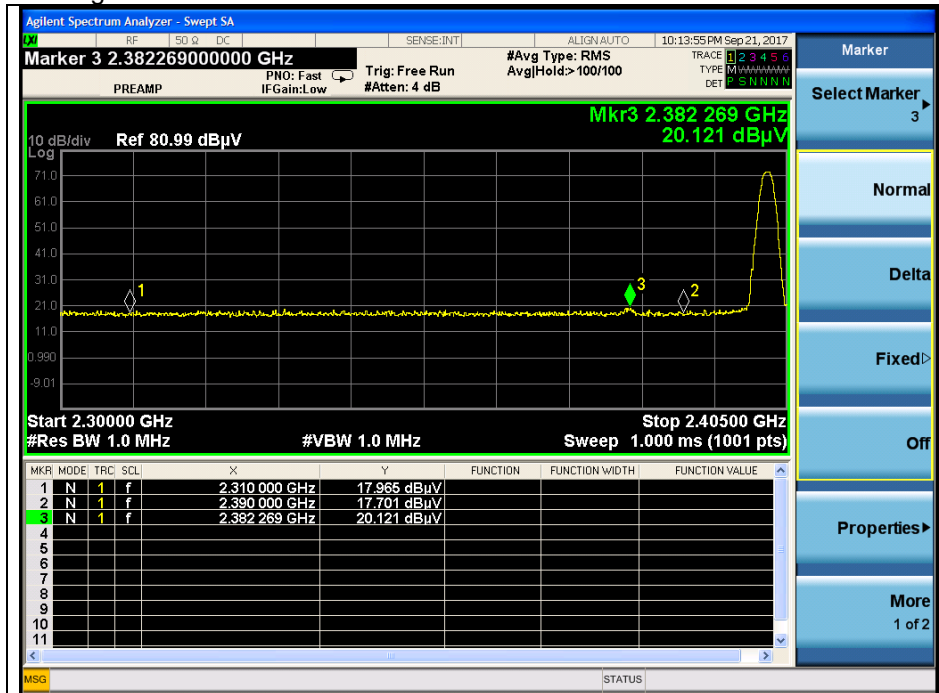 Agilent Spectrum Analyzer - Swept SA
LXI RF 50 Ω DC SENSE:INT ALIGN AUTO 10:13:55 PM Sep 21, 2017
Marker 3 2.382269000000 GHz
PREAMP
PNO: Fast
IFGain:Low
Trig: Free Run
#Atten: 4 dB
#Avg Type: RMS
Avg|Hold:>100/100
TRACE 1 2 3 4 5 6
TYPE M
DET P S N N N N
Mkr3 2.382 269 GHz
20.121 dBµV
10 dB/div Ref 80.99 dBµV
Log
71.0
61.0
51.0
41.0
31.0
21.0
11.0
0.990
-9.01
1
3
2
Start 2.30000 GHz Stop 2.40500 GHz
#Res BW 1.0 MHz #VBW 1.0 MHz Sweep 1.000 ms (1001 pts)
MKR MODE TRC SCL X Y FUNCTION FUNCTION WIDTH FUNCTION VALUE
1 N 1 f 2.310 000 GHz 17.965 dBµV
2 N 1 f 2.390 000 GHz 17.701 dBµV
3 N 1 f 2.382 269 GHz 20.121 dBµV
4
5
6
7
8
9
10
11
MSG STATUS
Marker
Select Marker
3
Normal
Delta
Fixed
Off
Properties
More
1 of 2